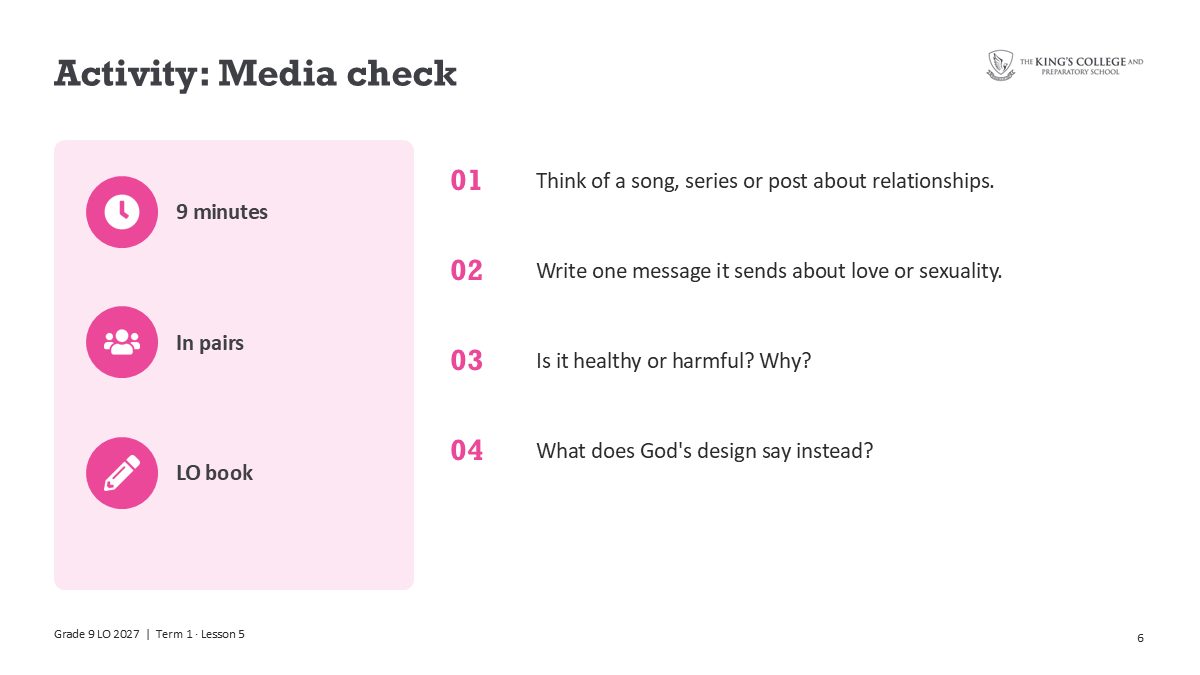 Activity: Media check
THE KING'S COLLEGE AND
PREPARATORY SCHOOL
9 minutes
In pairs
LO book
01 Think of a song, series or post about relationships.
02 Write one message it sends about love or sexuality.
03 Is it healthy or harmful? Why?
04 What does God's design say instead?
Grade 9 LO 2027 | Term 1 · Lesson 5
6